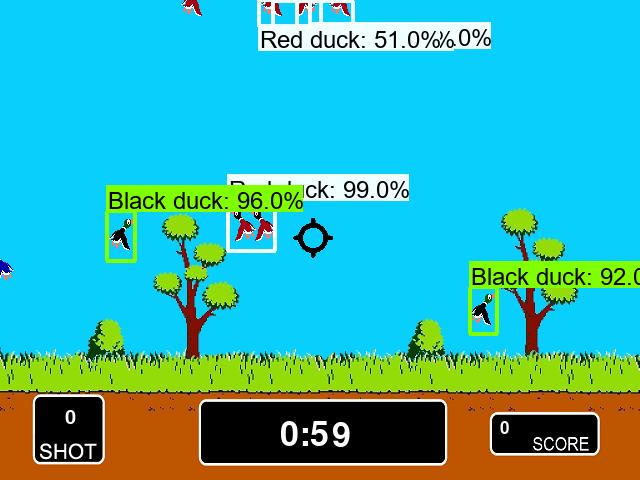 Red duck: 51.0%
.0%
duck: 99.0%
Black duck: 96.0%
Black duck: 92.0
0
SHOT
0:59
0
SCORE